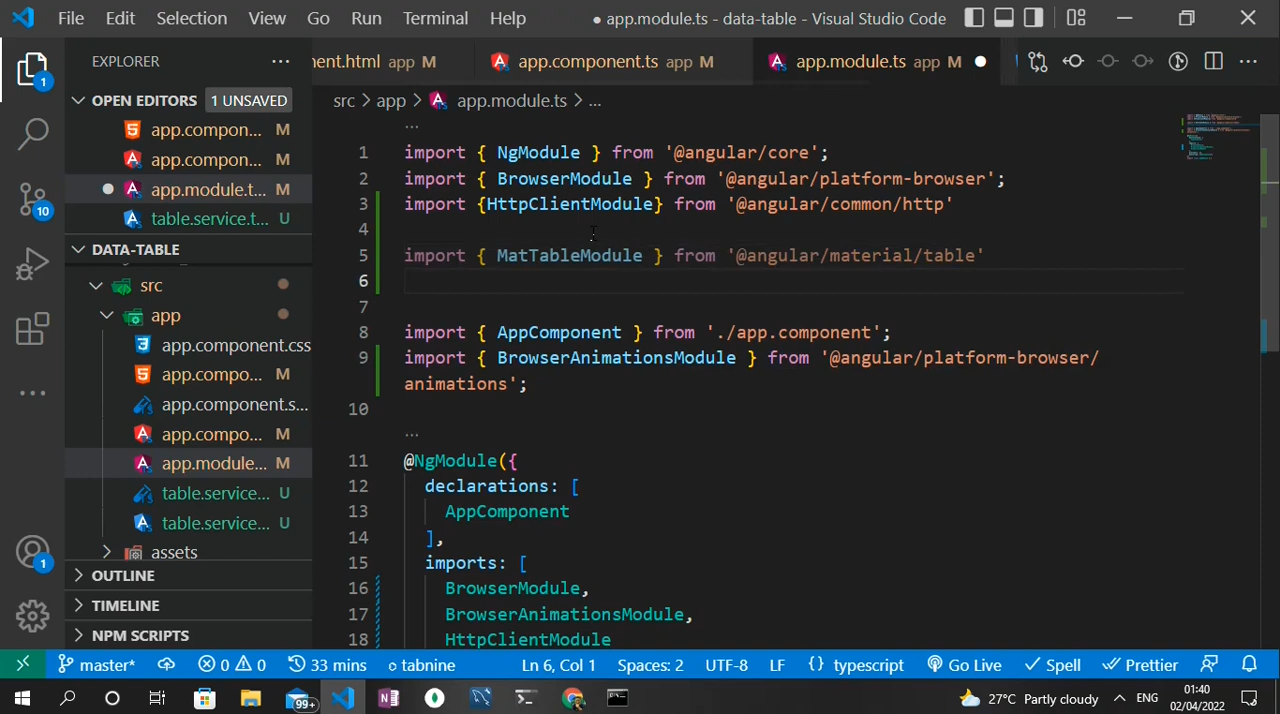 File Edit Selection View Go Run Terminal Help
● app.module.ts - data-table - Visual Studio Code
EXPLORER
OPEN EDITORS 1 UNSAVED
app.compon... M
app.compon... M
app.module.t... M
table.service.t... U
DATA-TABLE
src
app
app.component.css
app.compo... M
app.component.s...
app.compo... M
app.module... M
table.service... U
table.service... U
assets
OUTLINE
TIMELINE
NPM SCRIPTS
1
10
1
nent.html app M
app.component.ts app M
app.module.ts app M
src > app > app.module.ts > ...
1 import { NgModule } from '@angular/core';
2 import { BrowserModule } from '@angular/platform-browser';
3 import {HttpClientModule} from '@angular/common/http'
4
5 import { MatTableModule } from '@angular/material/table'
6
7
8 import { AppComponent } from './app.component';
9 import { BrowserAnimationsModule } from '@angular/platform-browser/
animations';
10
11 @NgModule({
12 declarations: [
13 AppComponent
14 ],
15 imports: [
16 BrowserModule,
17 BrowserAnimationsModule,
18 HttpClientModule
master* 0 0 33 mins tabnine Ln 6, Col 1 Spaces: 2 UTF-8 LF {} typescript Go Live Spell Prettier
99+ 27°C Partly cloudy ENG 01:40
02/04/2022